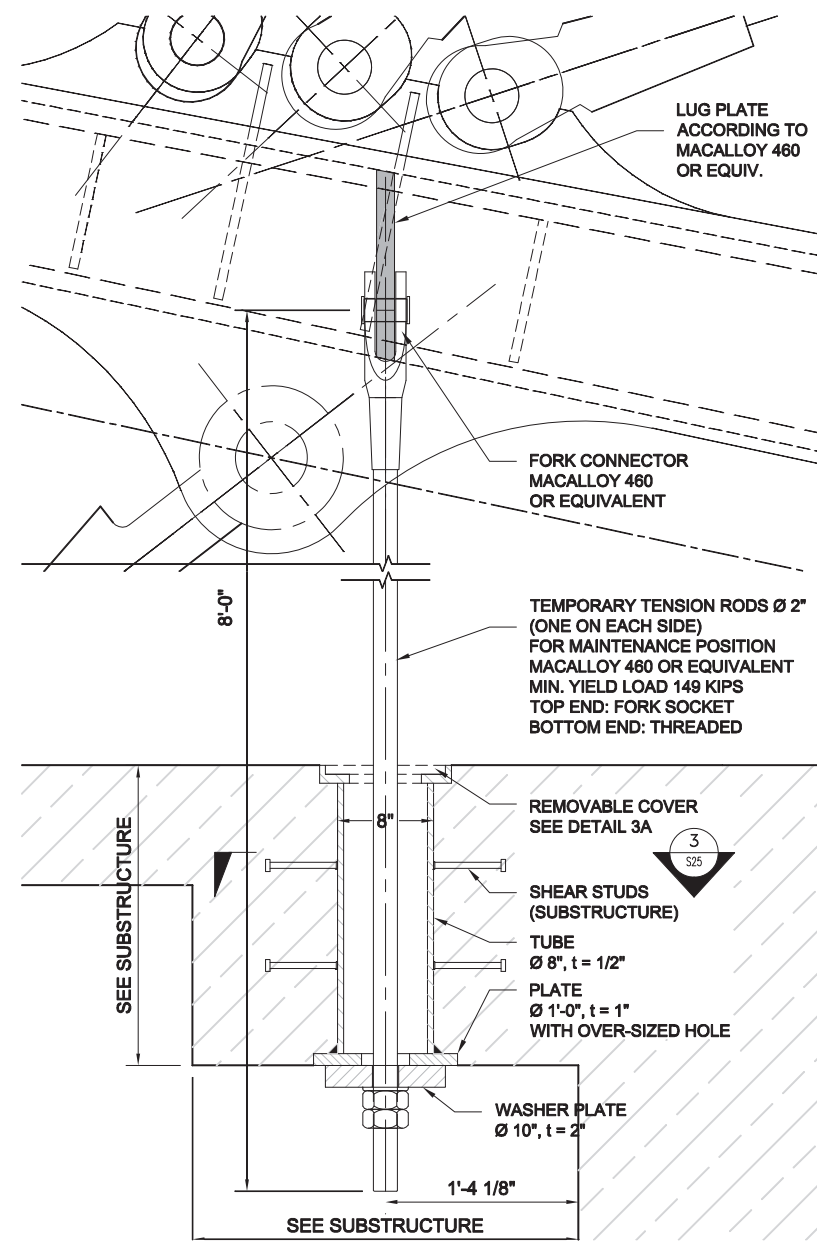 LUG PLATE
ACCORDING TO
MACALLOY 460
OR EQUIV.
FORK CONNECTOR
MACALLOY 460
OR EQUIVALENT
8'-0"
TEMPORARY TENSION RODS Ø 2"
(ONE ON EACH SIDE)
FOR MAINTENANCE POSITION
MACALLOY 460 OR EQUIVALENT
MIN. YIELD LOAD 149 KIPS
TOP END: FORK SOCKET
BOTTOM END: THREADED
REMOVABLE COVER
SEE DETAIL 3A
8"
3
S25
SEE SUBSTRUCTURE
SHEAR STUDS
(SUBSTRUCTURE)
TUBE
Ø 8", t = 1/2"
PLATE
Ø 1'-0", t = 1"
WITH OVER-SIZED HOLE
WASHER PLATE
Ø 10", t = 2"
1'-4 1/8"
SEE SUBSTRUCTURE